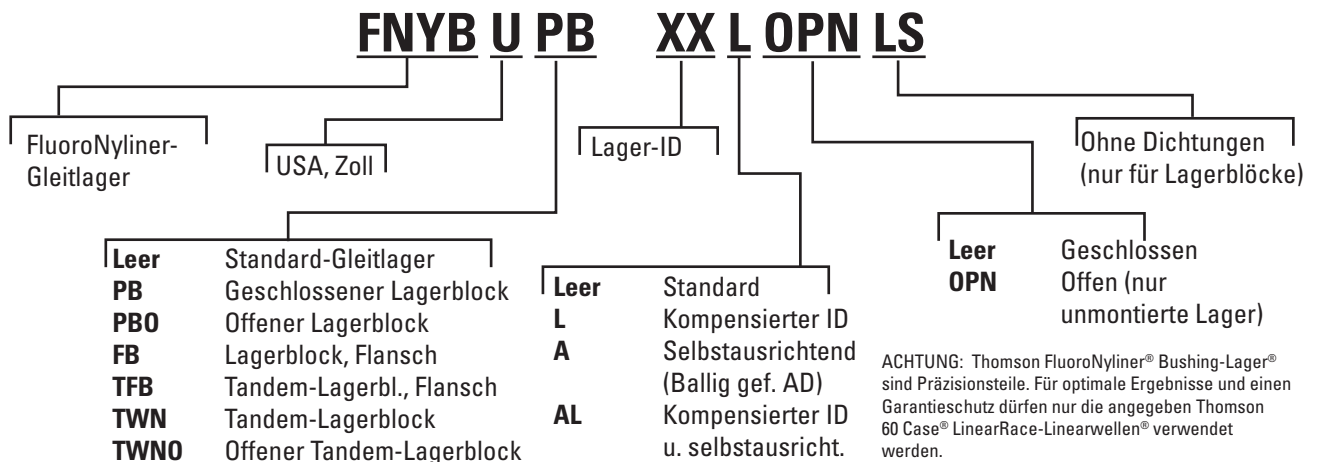 FNYB U PB XX L OPN LS
FluoroNyliner-
Gleitlager
USA, Zoll
Lager-ID
Ohne Dichtungen
(nur für Lagerblöcke)
Leer Standard-Gleitlager
PB Geschlossener Lagerblock
PBO Offener Lagerblock
FB Lagerblock, Flansch
TFB Tandem-Lagerbl., Flansch
TWN Tandem-Lagerblock
TWNO Offener Tandem-Lagerblock
Leer Standard
L Kompensierter ID
A Selbstausrichtend
(Ballig gef. AD)
AL Kompensierter ID
u. selbstausricht.
Leer Geschlossen
OPN Offen (nur
unmontierte Lager)
ACHTUNG: Thomson FluoroNyliner® Bushing-Lager®
sind Präzisionsteile. Für optimale Ergebnisse und einen
Garantieschutz dürfen nur die angegeben Thomson
60 Case® LinearRace-Linearwellen® verwendet
werden.